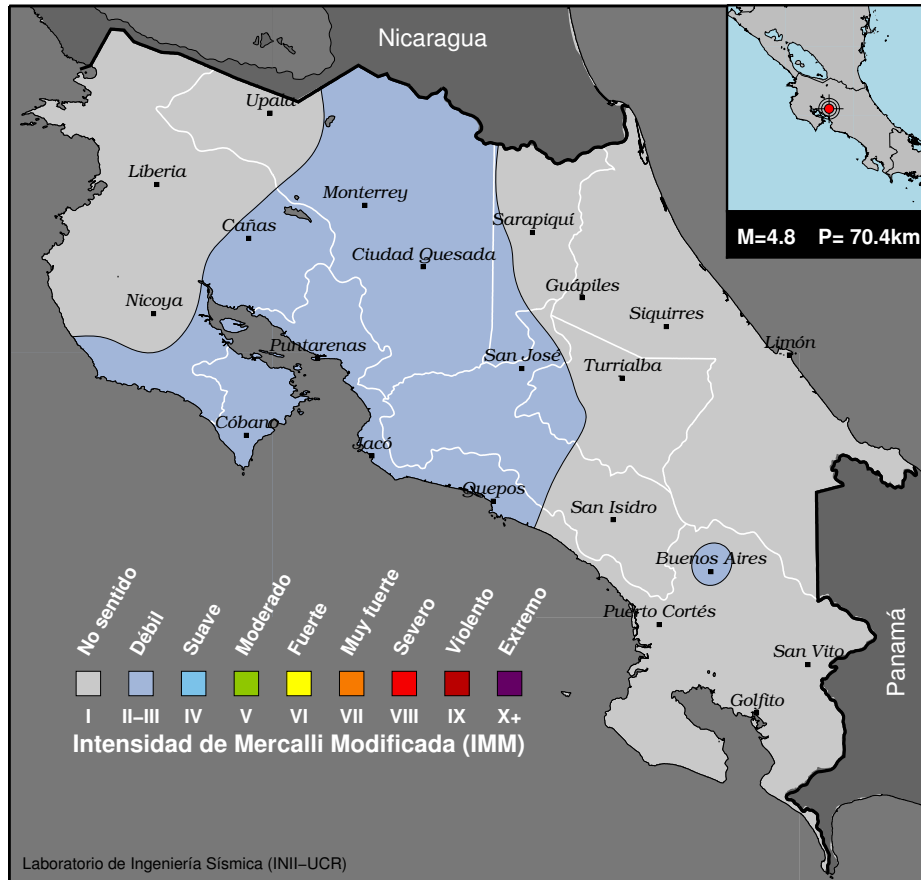 Nicaragua
Upala
Liberia
Monterrey
Cañas
Sarapiquí
M=4.8 P= 70.4km
Ciudad Quesada
Nicoya
Guápiles
Siquirres
Puntarenas
San José
Limón
Turrialba
Cóbano
Jacó
Quepos
San Isidro
Buenos Aires
Puerto Cortés
San Vito
Golfito
Panamá
No sentido
Débil
Suave
Moderado
Fuerte
Muy fuerte
Severo
Violento
Extremo
I II–III IV V VI VII VIII IX X+
Intensidad de Mercalli Modificada (IMM)
Laboratorio de Ingeniería Sísmica (INII–UCR)